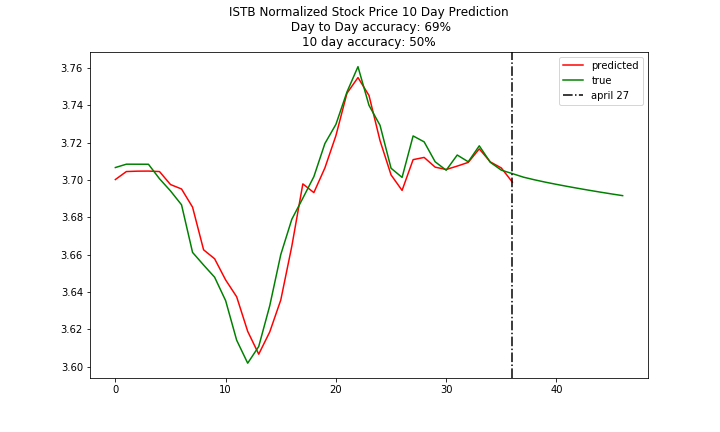 ISTB Normalized Stock Price 10 Day Prediction
Day to Day accuracy: 69%
10 day accuracy: 50%
predicted
true
april 27
3.76
3.74
3.72
3.70
3.68
3.66
3.64
3.62
3.60
0 10 20 30 40